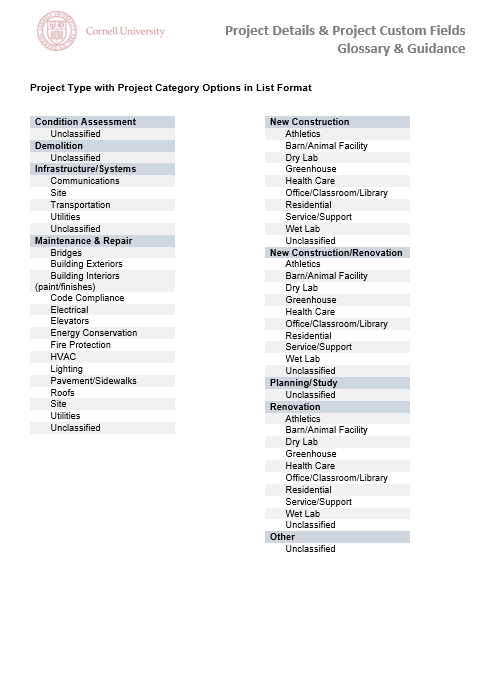 Cornell University
Project Details & Project Custom Fields
Glossary & Guidance
Project Type with Project Category Options in List Format
Condition Assessment
Unclassified
Demolition
Unclassified
Infrastructure/Systems
Communications
Site
Transportation
Utilities
Unclassified
Maintenance & Repair
Bridges
Building Exteriors
Building Interiors
(paint/finishes)
Code Compliance
Electrical
Elevators
Energy Conservation
Fire Protection
HVAC
Lighting
Pavement/Sidewalks
Roofs
Site
Utilities
Unclassified
New Construction
Athletics
Barn/Animal Facility
Dry Lab
Greenhouse
Health Care
Office/Classroom/Library
Residential
Service/Support
Wet Lab
Unclassified
New Construction/Renovation
Athletics
Barn/Animal Facility
Dry Lab
Greenhouse
Health Care
Office/Classroom/Library
Residential
Service/Support
Wet Lab
Unclassified
Planning/Study
Unclassified
Renovation
Athletics
Barn/Animal Facility
Dry Lab
Greenhouse
Health Care
Office/Classroom/Library
Residential
Service/Support
Wet Lab
Unclassified
Other
Unclassified